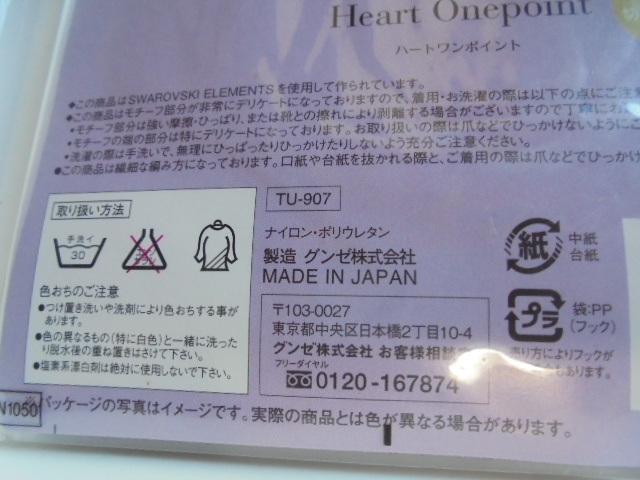 Heart Onepoint
ハートワンポイント
◆この商品はSWAROVSKI ELEMENTSを使用して作られています。
◆モチーフ部分が非常にデリケートになっておりますので、着用・お洗濯の際は以下の点にご注意
・モチーフ部分は強い摩擦・ひっぱり、または靴との擦れにより剥離する場合がございますので丁寧にお
・モチーフの端の部分は特にデリケートになっております。お取り扱いの際は爪などでひっかけないようにご
・洗濯の際は手洗いで、無理にひっぱったりひっかけたりしないよう充分ご注意ください。
◆この商品は繊細な編み方になっております。口紙や台紙を抜かれる際と、ご着用の際は爪などでひっかけ
取り扱い方法
手洗イ
30
色おちのご注意
●つけ置き洗いや洗剤により色おちする事が
あります。
●色の異なるもの(特に白色)と一緒に洗った
り脱水後の重ね置きはさけて下さい。
●塩素系漂白剤は絶対に使用しないで下さい。
TU-907
ナイロン・ポリウレタン
製造 グンゼ株式会社
MADE IN JAPAN
〒103-0027
東京都中央区日本橋2丁目10-4
グンゼ株式会社 お客様相談
フリーダイヤル
0120-167874
紙
中紙
台紙
プラ
袋:PP
(フック)
売り方によりフックが
もあります。
N1050
パッケージの写真はイメージです。実際の商品とは色が異なる場合があります。